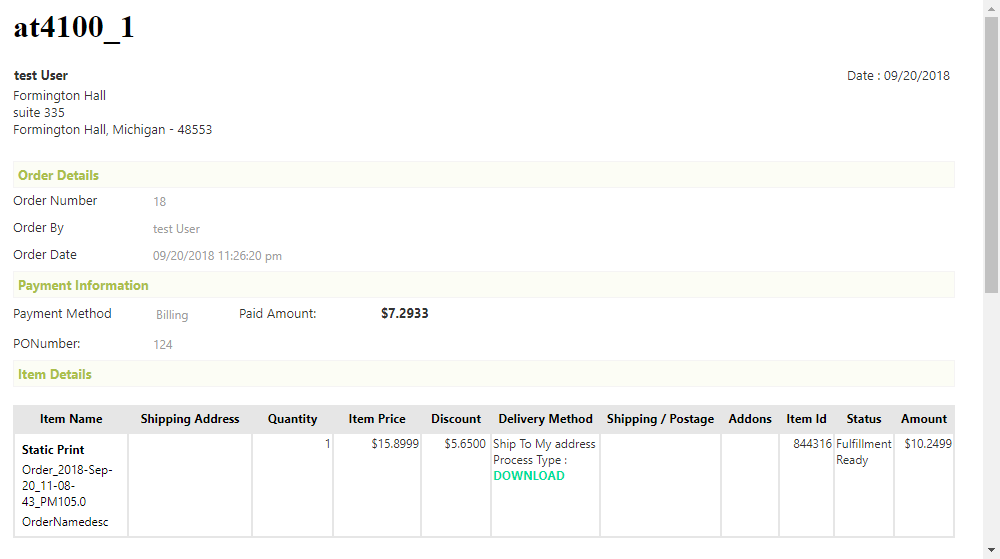 at4100_1
test User
Date : 09/20/2018
Formington Hall
suite 335
Formington Hall, Michigan - 48553
Order Details
Order Number 18
Order By test User
Order Date 09/20/2018 11:26:20 pm
Payment Information
Payment Method Billing Paid Amount: $7.2933
PONumber: 124
Item Details
Item Name Shipping Address Quantity Item Price Discount Delivery Method Shipping / Postage Addons Item Id Status Amount
Static Print
Order_2018-Sep-
20_11-08-
43_PM105.0
OrderNamedesc
1
$15.8999
$5.6500
Ship To My address
Process Type :
DOWNLOAD
844316
Fulfillment
Ready
$10.2499